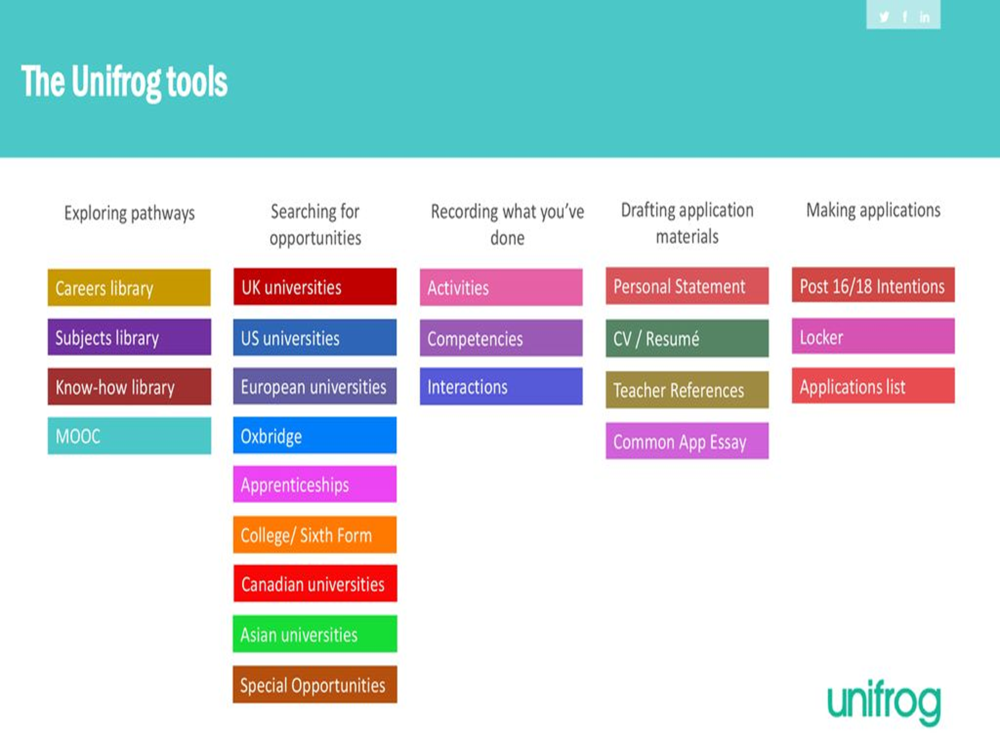 The Unifrog tools
Exploring pathways
Careers library
Subjects library
Know-how library
MOOC
Searching for
opportunities
UK universities
US universities
European universities
Oxbridge
Apprenticeships
College/ Sixth Form
Canadian universities
Asian universities
Special Opportunities
Recording what you’ve
done
Activities
Competencies
Interactions
Drafting application
materials
Personal Statement
CV / Resumé
Teacher References
Common App Essay
Making applications
Post 16/18 Intentions
Locker
Applications list
unifrog